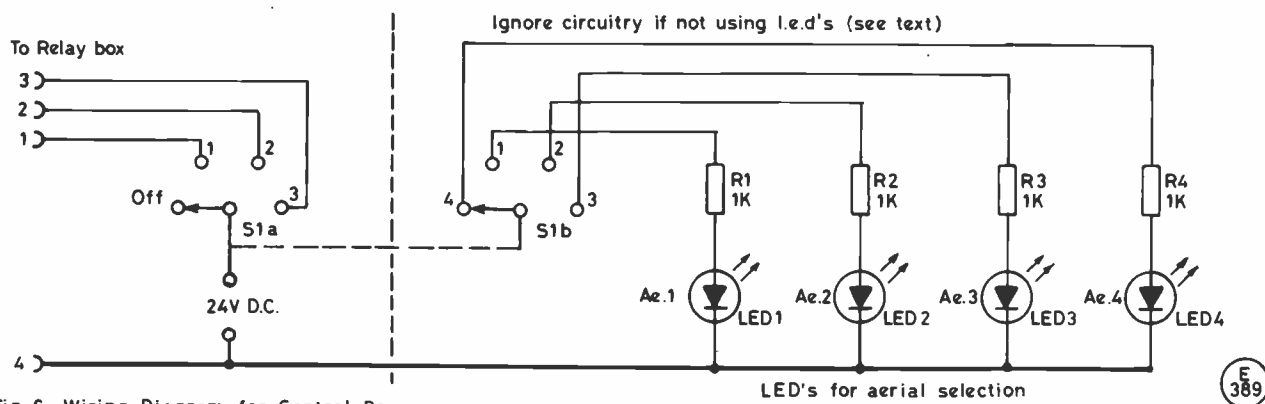 Ignore circuitry if not using l.e.d's (see text)
To Relay box
3
2
1
1
2
3
Off
S1a
24V D.C.
4
1
2
3
4
S1b
R1
1K
R2
1K
R3
1K
R4
1K
Ae.1
LED1
Ae.2
LED2
Ae.3
LED3
Ae.4
LED4
LED's for aerial selection
E
389
Wiring Diagram for Control